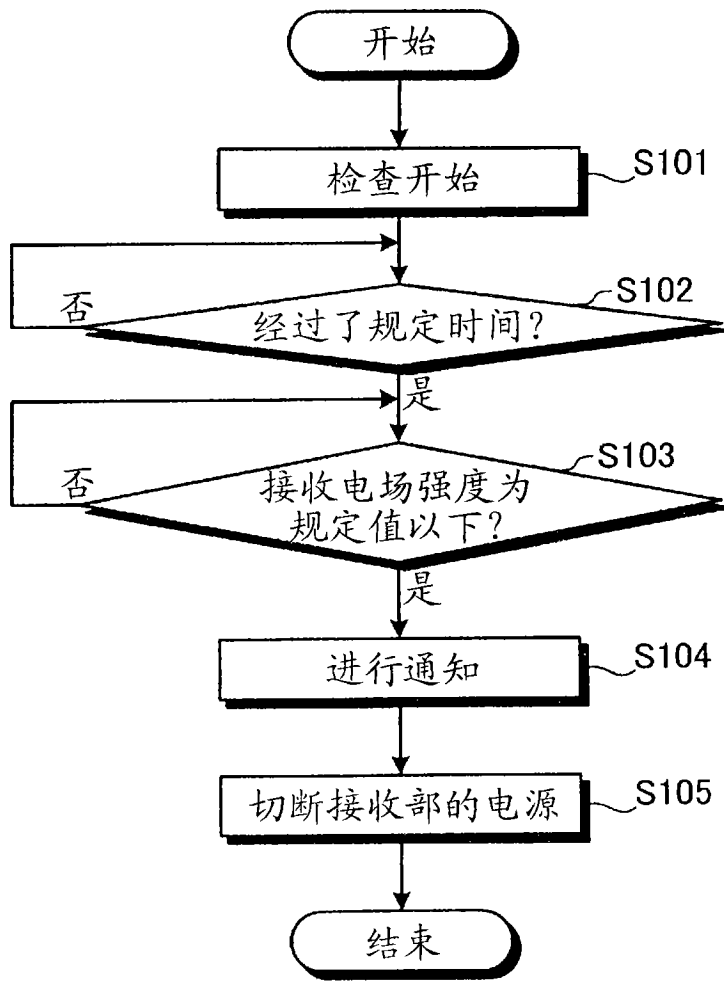 开始
检查开始
S101
S102
否
经过了规定时间?
是
S103
否
接收电场强度为
规定值以下?
是
进行通知
S104
切断接收部的电源
S105
结束